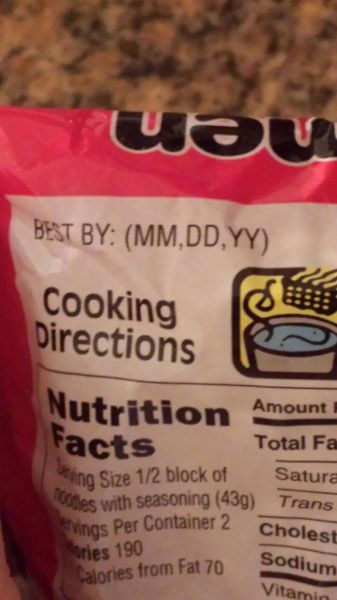 BEST BY: (MM,DD,YY)
Cooking
Directions
Nutrition
Facts
Serving Size 1/2 block of
noodles with seasoning (43g)
Servings Per Container 2
Calories 190
Calories from Fat 70
Amount
Total Fa
Satura
Trans
Cholest
Sodium
Vitamin